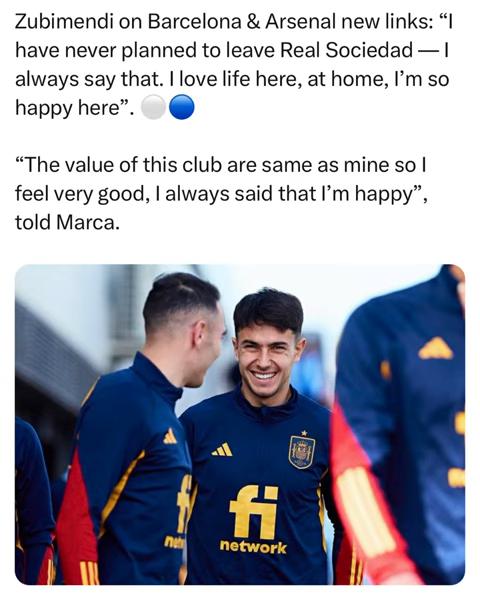 Zubimendi on Barcelona & Arsenal new links: “I
have never planned to leave Real Sociedad — I
always say that. I love life here, at home, I’m so
happy here”. ⚪️🔵
“The value of this club are same as mine so I
feel very good, I always said that I’m happy”,
told Marca.
fi
network
fi
netw